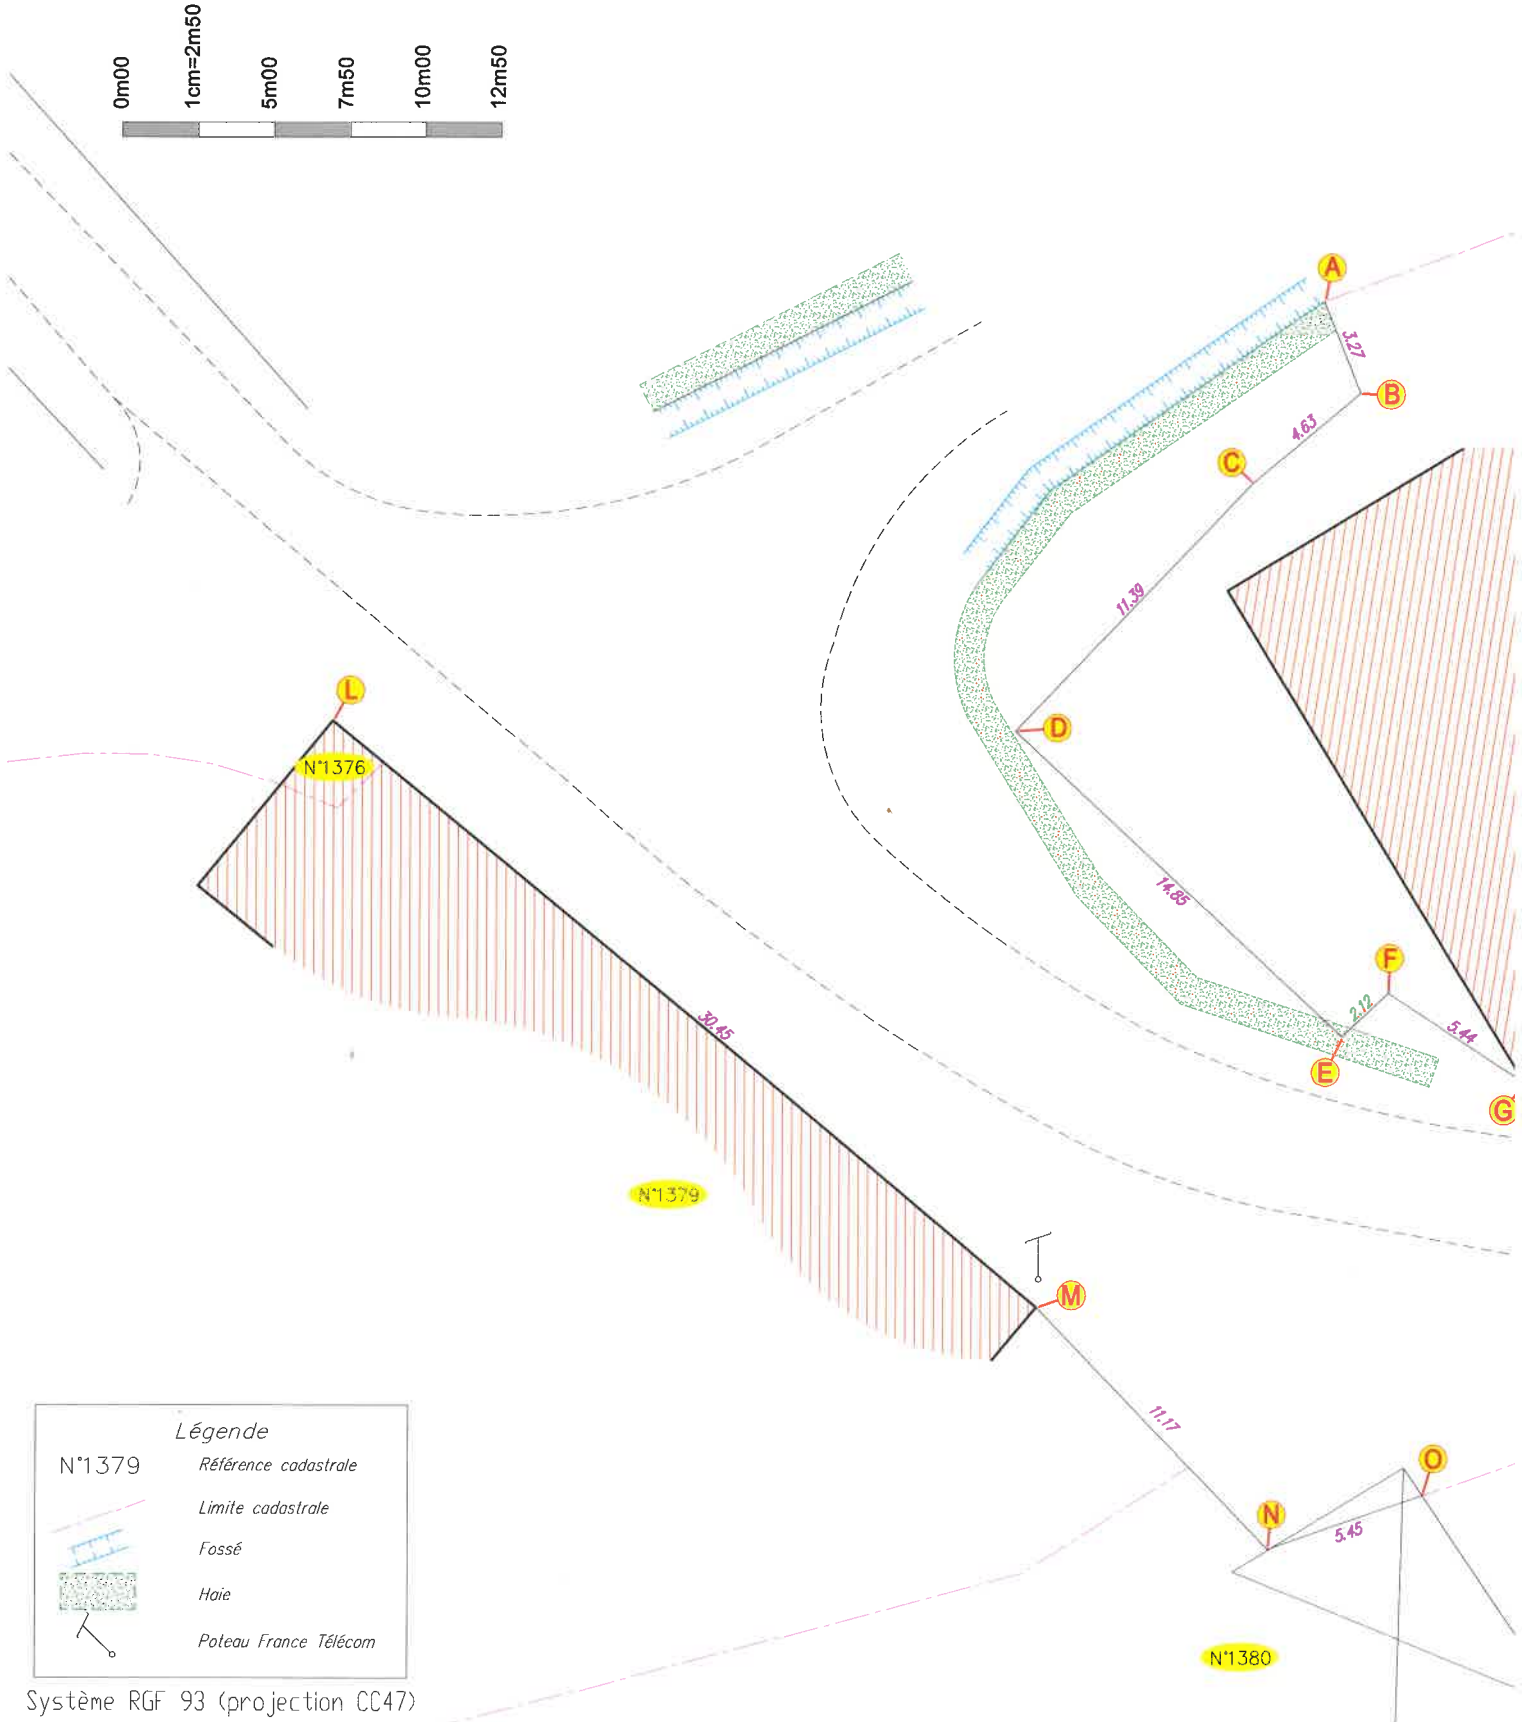 0m00
1cm=2m50
5m00
7m50
10m00
12m50
A
3.27
B
4.63
C
11.39
L
D
N°1376
14.85
F
2.12
30.45
5.44
E
G
N°1379
M
11.17
O
N
5.45
N°1380
Légende
N°1379 Référence cadastrale
Limite cadastrale
Fossé
Haie
Poteau France Télécom
Système RGF 93 (projection CC47)